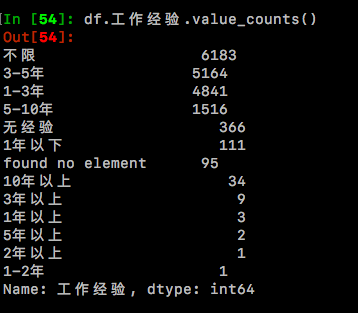 In [54]: df.工作经验.value_counts()
Out[54]:
不限 6183
3-5年 5164
1-3年 4841
5-10年 1516
无经验 366
1年以下 111
found no element 95
10年以上 34
3年以上 9
1年以上 3
5年以上 2
2年以上 1
1-2年 1
Name: 工作经验, dtype: int64